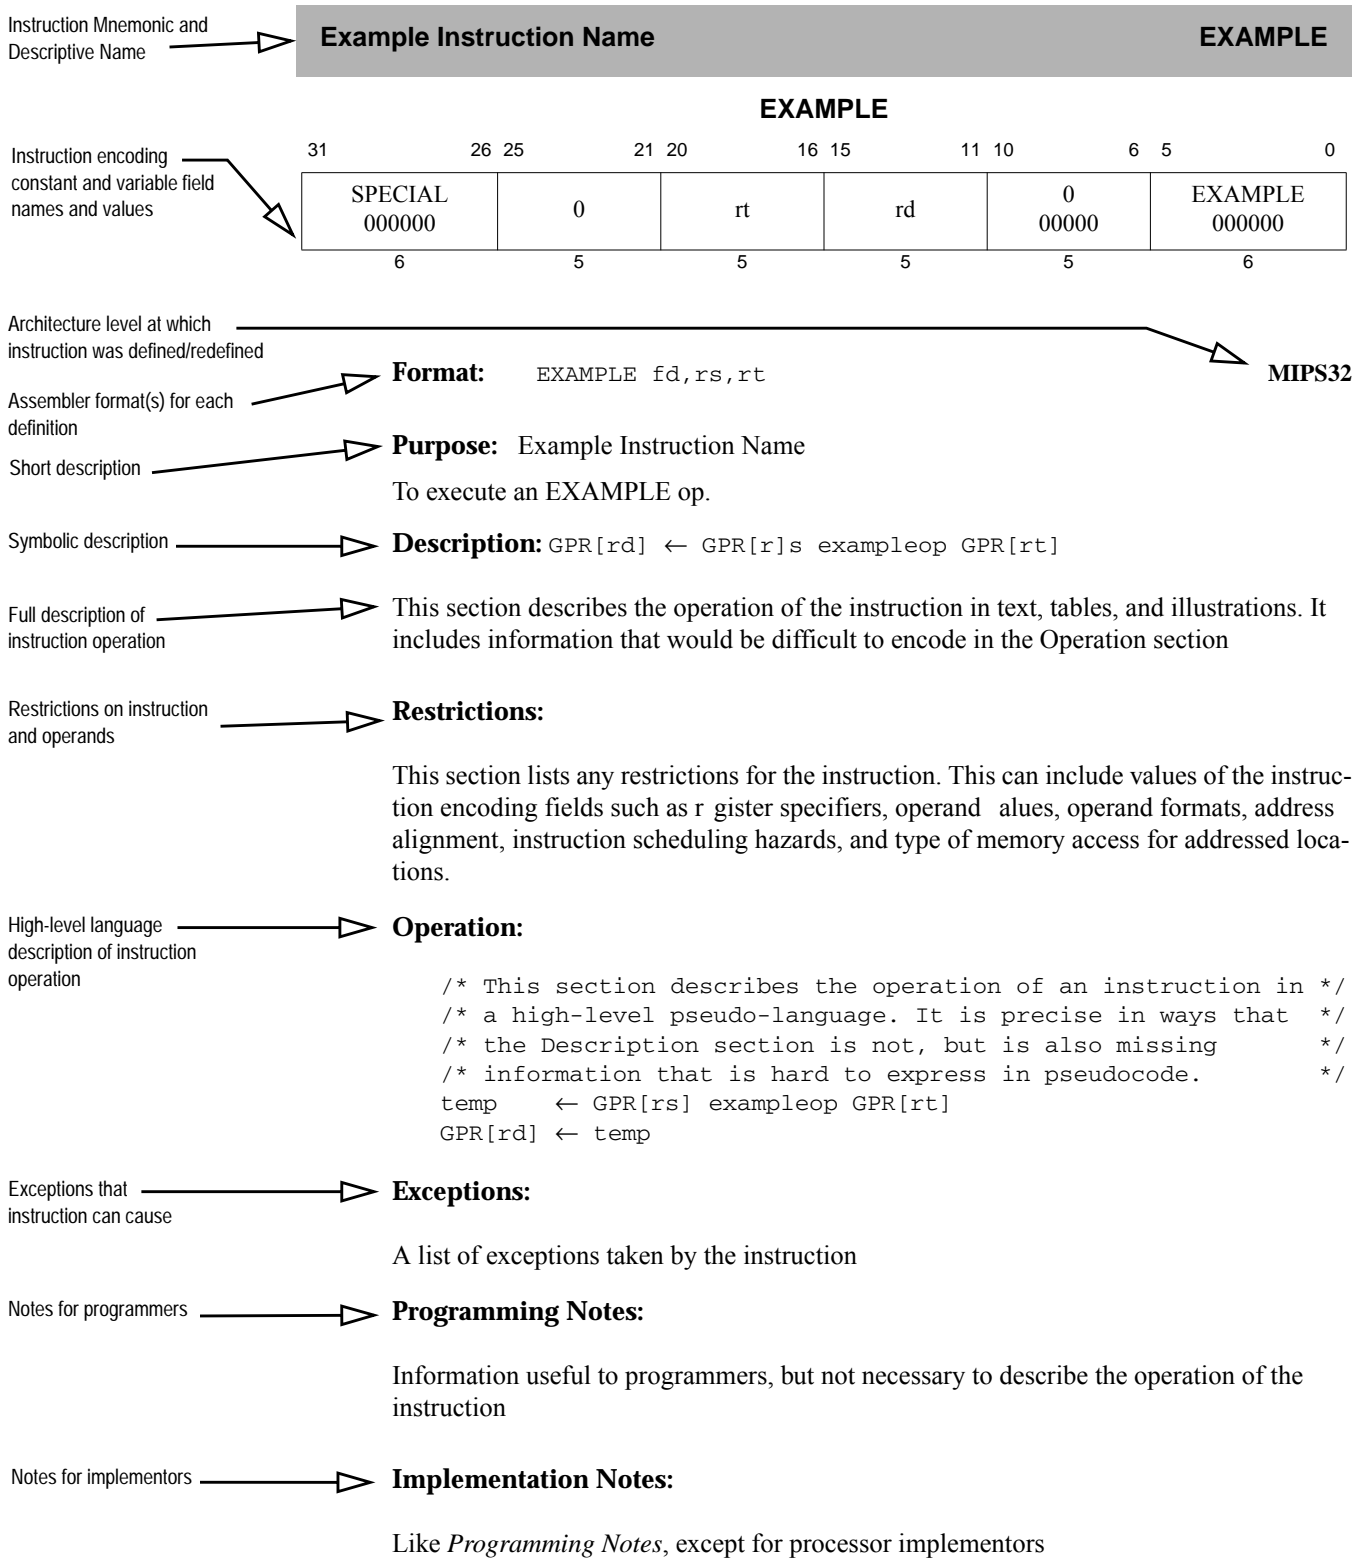 Instruction Mnemonic and
Descriptive Name
Example Instruction Name EXAMPLE
EXAMPLE
31 26 25 21 20 16 15 11 10 6 5 0
Instruction encoding
constant and variable field
names and values
SPECIAL
000000
0
rt
rd
0
00000
EXAMPLE
000000
6 5 5 5 5 6
Architecture level at which
instruction was defined/redefined
Format: EXAMPLE fd,rs,rt MIPS32
Assembler format(s) for each
definition
Purpose: Example Instruction Name
Short description
To execute an EXAMPLE op.
Symbolic description
Description: GPR[rd] ← GPR[r]s exampleop GPR[rt]
Full description of
instruction operation
This section describes the operation of the instruction in text, tables, and illustrations. It
includes information that would be difficult to encode in the Operation section
Restrictions on instruction
and operands
Restrictions:
This section lists any restrictions for the instruction. This can include values of the instruc-
tion encoding fields such as r gister specifiers, operand alues, operand formats, address
alignment, instruction scheduling hazards, and type of memory access for addressed loca-
tions.
High-level language
description of instruction
operation
Operation:
/* This section describes the operation of an instruction in */
/* a high-level pseudo-language. It is precise in ways that */
/* the Description section is not, but is also missing */
/* information that is hard to express in pseudocode. */
temp ← GPR[rs] exampleop GPR[rt]
GPR[rd] ← temp
Exceptions that
instruction can cause
Exceptions:
A list of exceptions taken by the instruction
Notes for programmers
Programming Notes:
Information useful to programmers, but not necessary to describe the operation of the
instruction
Notes for implementors
Implementation Notes:
Like Programming Notes, except for processor implementors